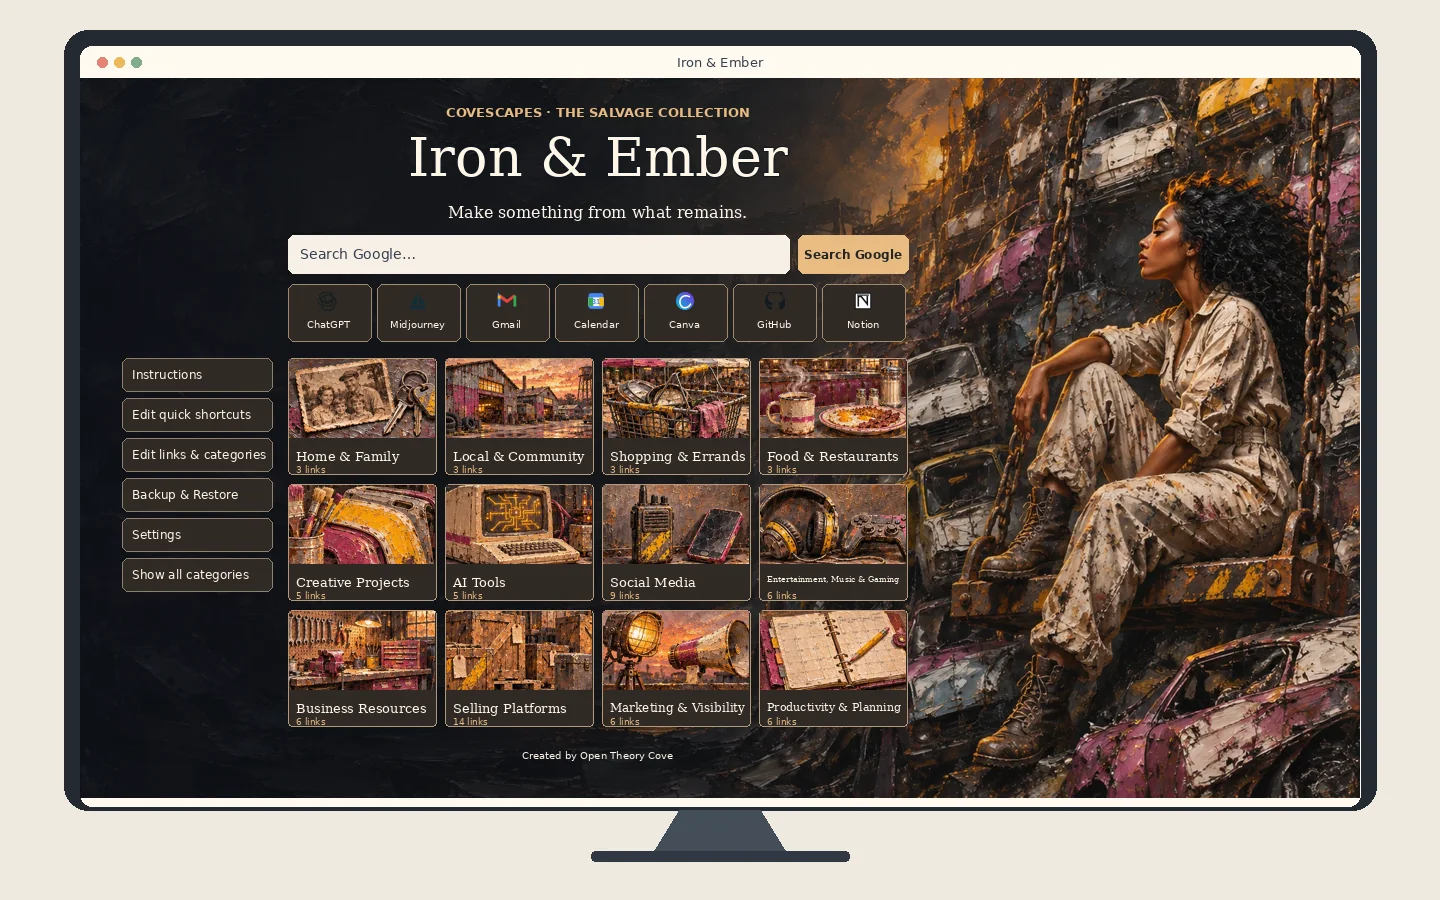 Iron & Ember
COVESCAPES · THE SALVAGE COLLECTION
Iron & Ember
Make something from what remains.
Search Google...
Search Google
ChatGPT
Midjourney
Gmail
Calendar
Canva
GitHub
Notion
Instructions
Edit quick shortcuts
Edit links & categories
Backup & Restore
Settings
Show all categories
Home & Family
3 links
Local & Community
3 links
Shopping & Errands
3 links
Food & Restaurants
3 links
Creative Projects
5 links
AI Tools
5 links
Social Media
9 links
Entertainment, Music & Gaming
6 links
Business Resources
6 links
Selling Platforms
14 links
Marketing & Visibility
6 links
Productivity & Planning
6 links
Created by Open Theory Cove